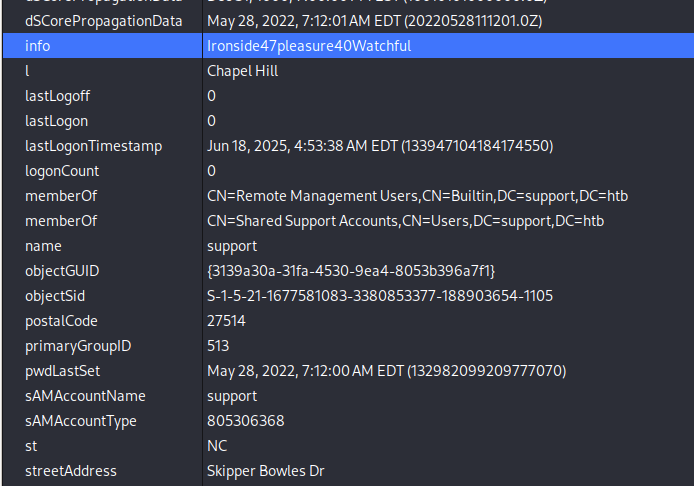 dSCorePropagationData May 28, 2022, 7:12:01 AM EDT (20220528111201.0Z)
info Ironside47pleasure40Watchful
l Chapel Hill
lastLogoff 0
lastLogon 0
lastLogonTimestamp Jun 18, 2025, 4:53:38 AM EDT (133947104184174550)
logonCount 0
memberOf CN=Remote Management Users,CN=Builtin,DC=support,DC=htb
memberOf CN=Shared Support Accounts,CN=Users,DC=support,DC=htb
name support
objectGUID {3139a30a-31fa-4530-9ea4-8053b396a7f1}
objectSid S-1-5-21-1677581083-3380853377-188903654-1105
postalCode 27514
primaryGroupID 513
pwdLastSet May 28, 2022, 7:12:00 AM EDT (132982099209777070)
sAMAccountName support
sAMAccountType 805306368
st NC
streetAddress Skipper Bowles Dr